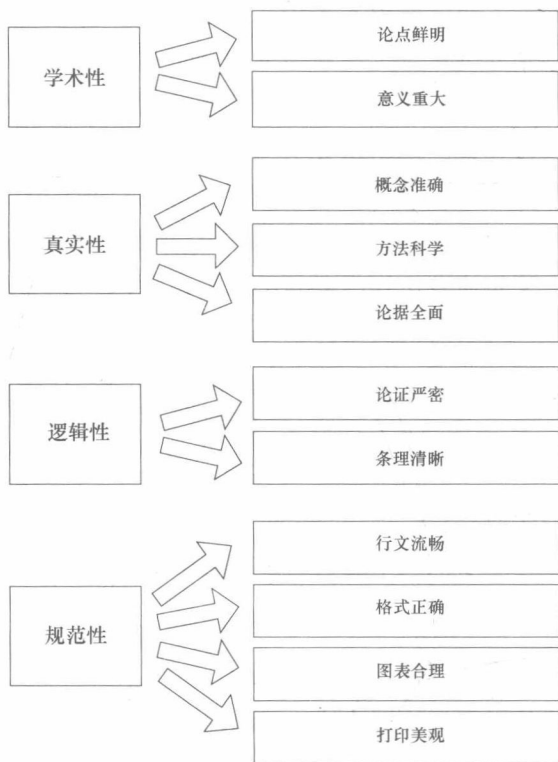 学术性
论点鲜明
意义重大
真实性
概念准确
方法科学
论据全面
逻辑性
论证严密
条理清晰
规范性
行文流畅
格式正确
图表合理
打印美观